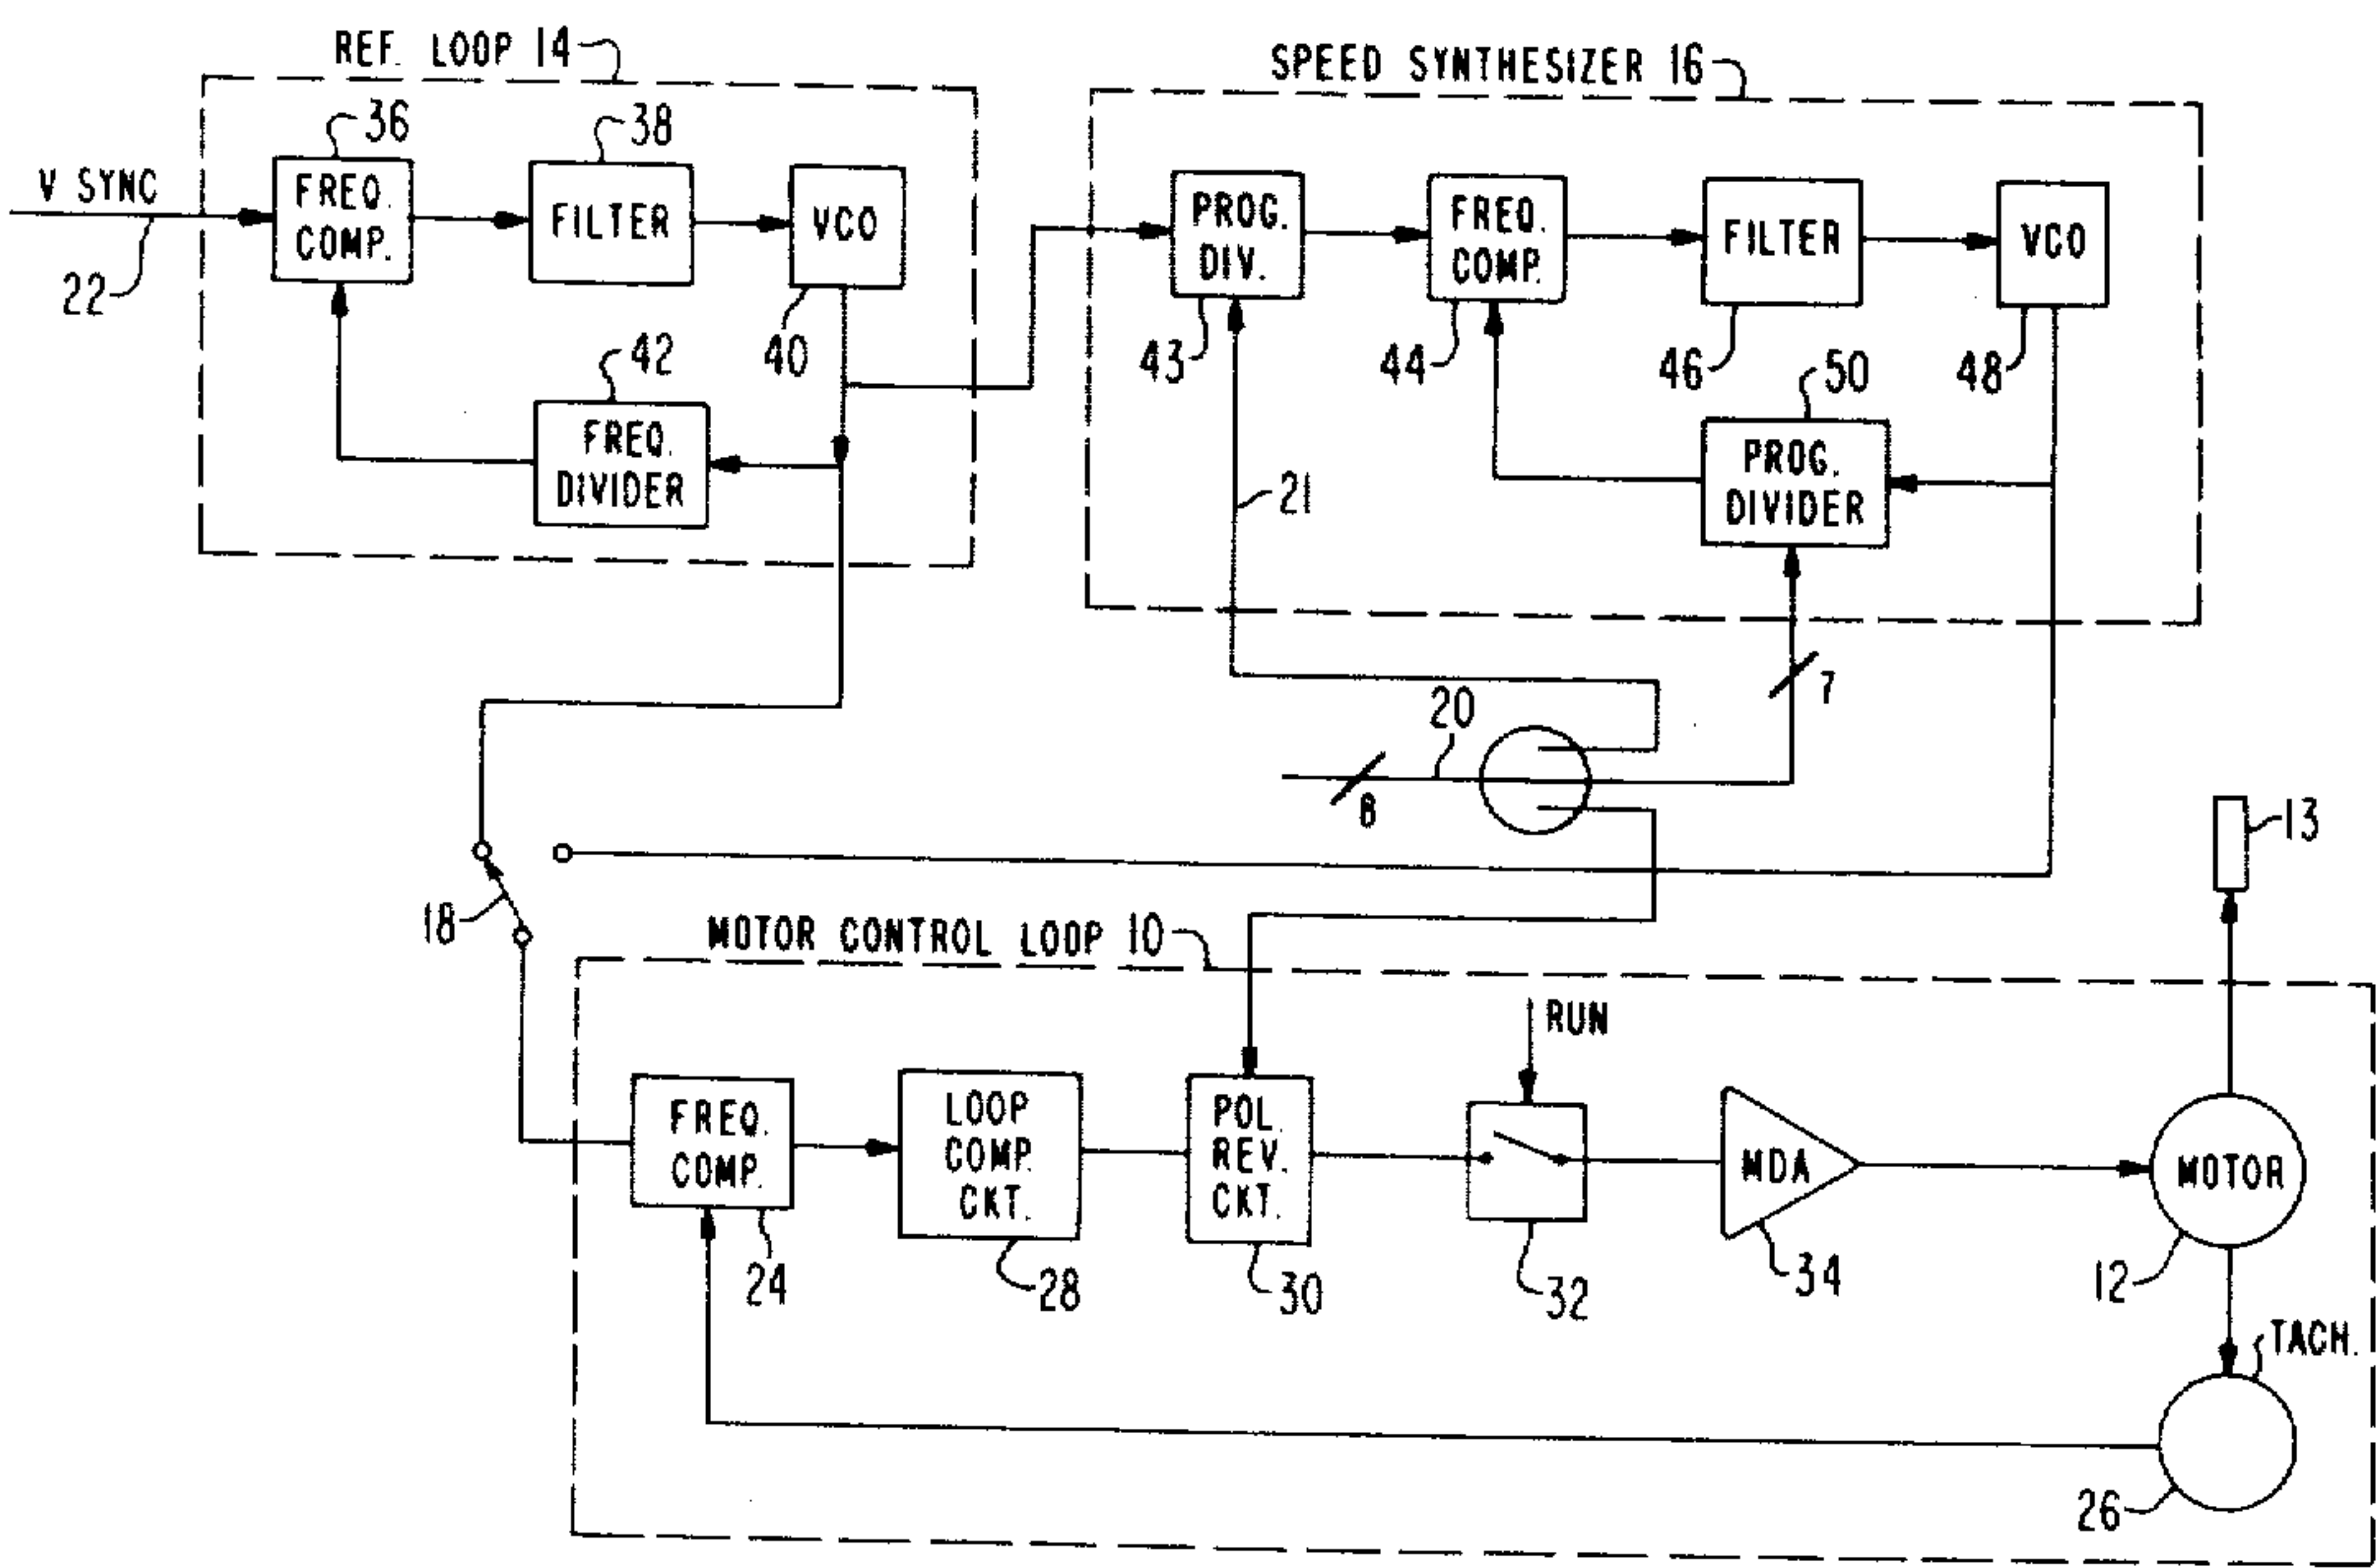 REF. LOOP 14
SPEED SYNTHESIZER 16
36
38
V SYNC
FREQ.
COMP.
FILTER
VCO
PROG.
DIV.
FREQ.
COMP.
FILTER
VCO
22
40
42
43
44
46
48
50
FREQ.
DIVIDER
PROG.
DIVIDER
21
7
20
6
13
18
MOTOR CONTROL LOOP 10
RUN
FREQ.
COMP.
LOOP
COMP.
CKT.
POL.
REV.
CKT.
MDA
MOTOR
24
28
30
32
34
12
TACH.
26